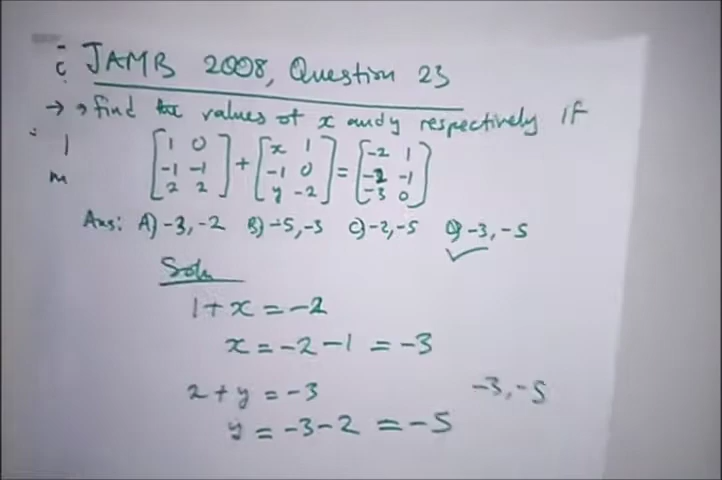 JAMB 2008, Question 23
→ , find the values of x and y respectively if
[1 0] + [x 1] = [-2 1]
[-1 -1] [-1 0] [-2 -1]
[2 2] [y -2] [-3 0]
Ans: A) -3, -2 B) -5, -3 C) -2, -5 D) -3, -5 ✓
Soln
1 + x = -2
x = -2 - 1 = -3
2 + y = -3
-3, -5
y = -3 - 2 = -5